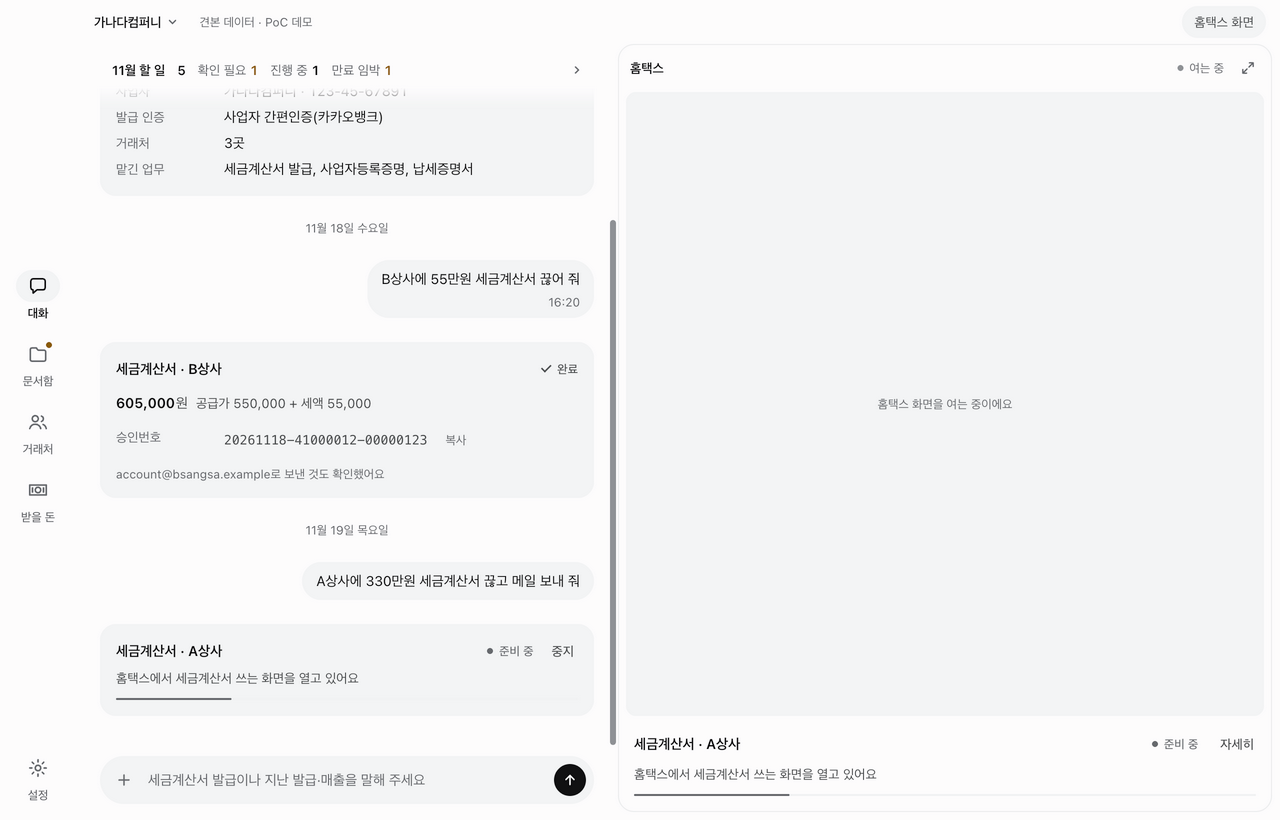 가나다컴퍼니
견본 데이터 · PoC 데모
홈택스 화면
11월 할 일 5 확인 필요 1 진행 중 1 만료 임박 1
사업자 가나다컴퍼니 · 123-45-67891
발급 인증 사업자 간편인증(카카오뱅크)
거래처 3곳
맡긴 업무 세금계산서 발급, 사업자등록증명, 납세증명서
11월 18일 수요일
B상사에 55만원 세금계산서 끊어 줘
16:20
세금계산서 · B상사 완료
605,000원 공급가 550,000 + 세액 55,000
승인번호 20261118-41000012-00000123 복사
account@bsangsa.example로 보낸 것도 확인했어요
11월 19일 목요일
A상사에 330만원 세금계산서 끊고 메일 보내 줘
세금계산서 · A상사 준비 중 중지
홈택스에서 세금계산서 쓰는 화면을 열고 있어요
세금계산서 발급이나 지난 발급·매출을 말해 주세요
대화
문서함
거래처
받을 돈
설정
홈택스 여는 중
홈택스 화면을 여는 중이에요
세금계산서 · A상사 준비 중 자세히
홈택스에서 세금계산서 쓰는 화면을 열고 있어요